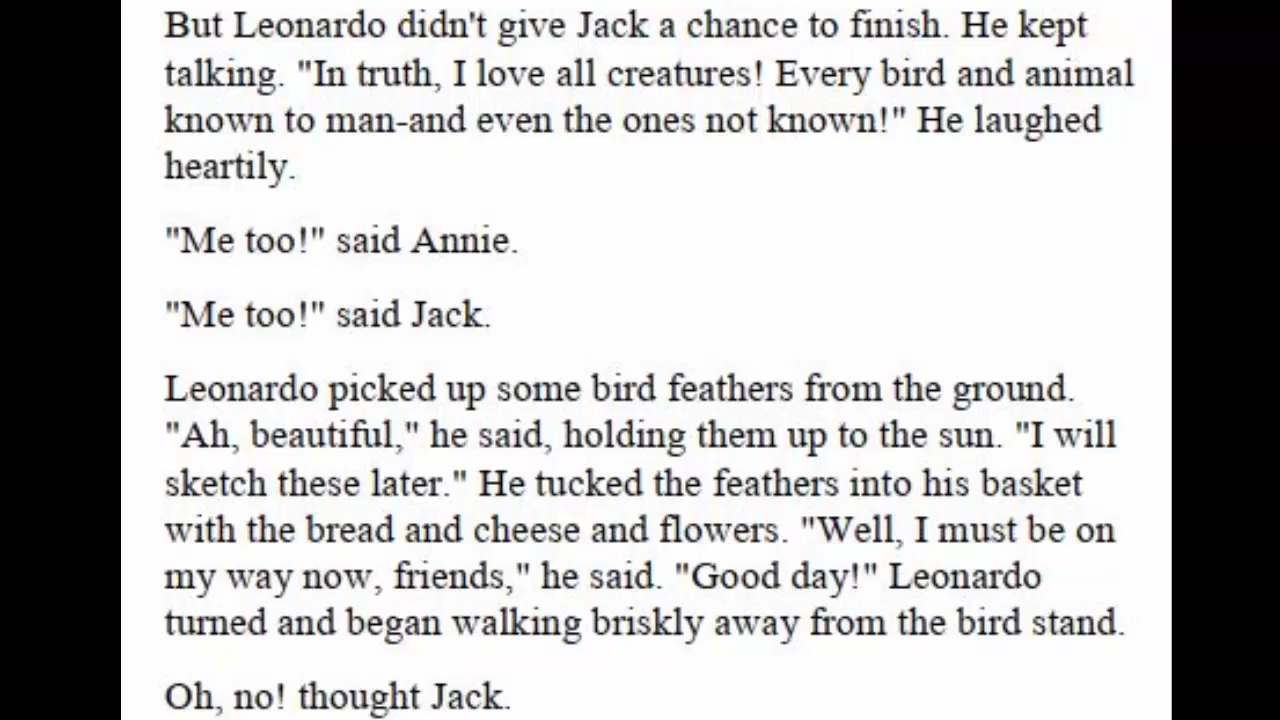 But Leonardo didn't give Jack a chance to finish. He kept
talking. "In truth, I love all creatures! Every bird and animal
known to man-and even the ones not known!" He laughed
heartily.
"Me too!" said Annie.
"Me too!" said Jack.
Leonardo picked up some bird feathers from the ground.
"Ah, beautiful," he said, holding them up to the sun. "I will
sketch these later." He tucked the feathers into his basket
with the bread and cheese and flowers. "Well, I must be on
my way now, friends," he said. "Good day!" Leonardo
turned and began walking briskly away from the bird stand.
Oh, no! thought Jack.